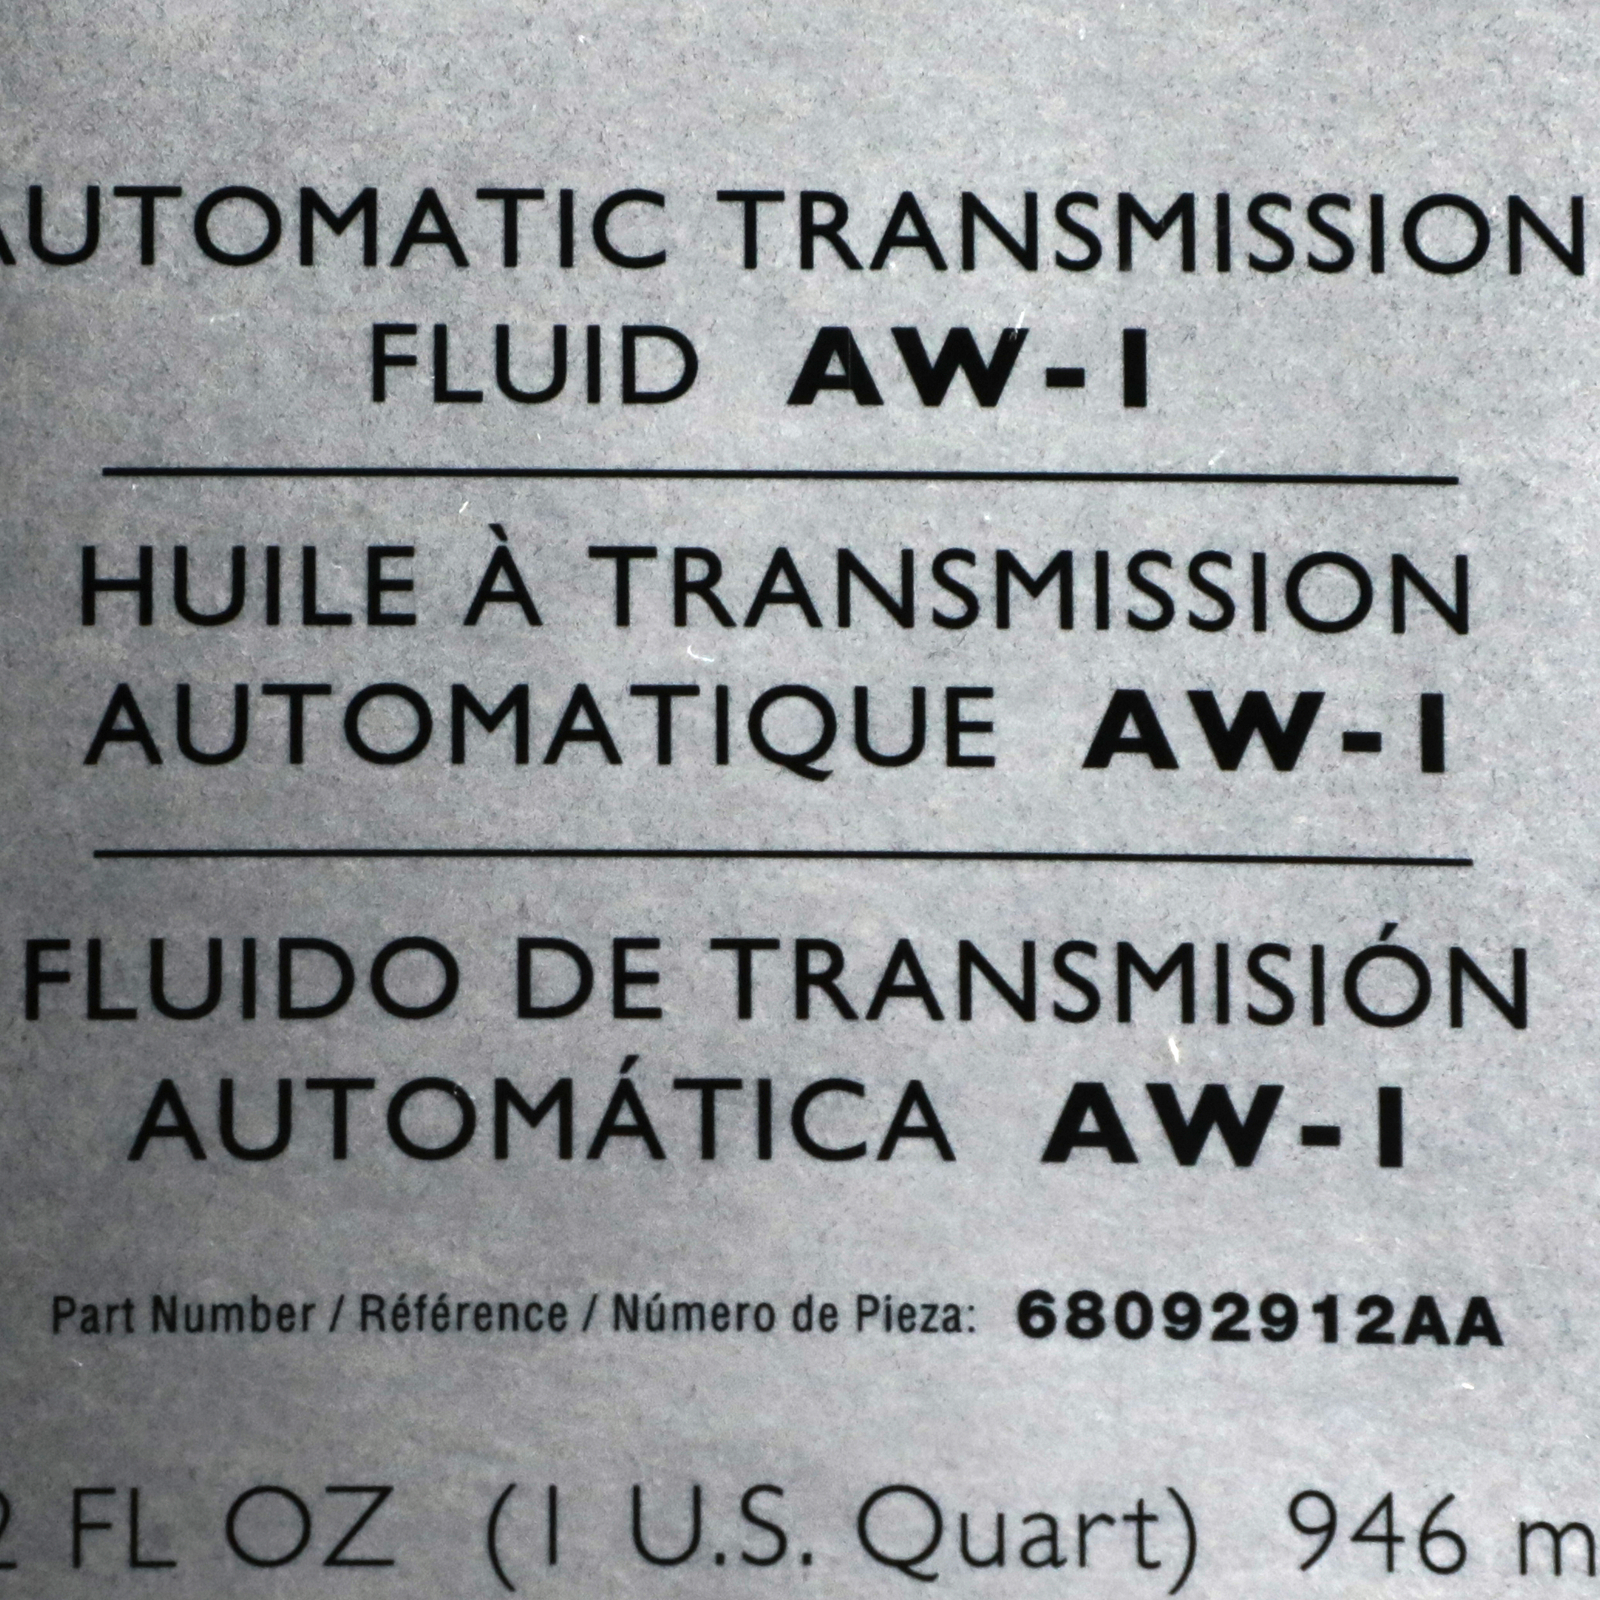 AUTOMATIC TRANSMISSION
FLUID AW-1
HUILE À TRANSMISSION
AUTOMATIQUE AW-1
FLUIDO DE TRANSMISIÓN
AUTOMÁTICA AW-1
Part Number / Référence / Número de Pieza: 68092912AA
2 FL OZ (1 U.S. Quart) 946 m